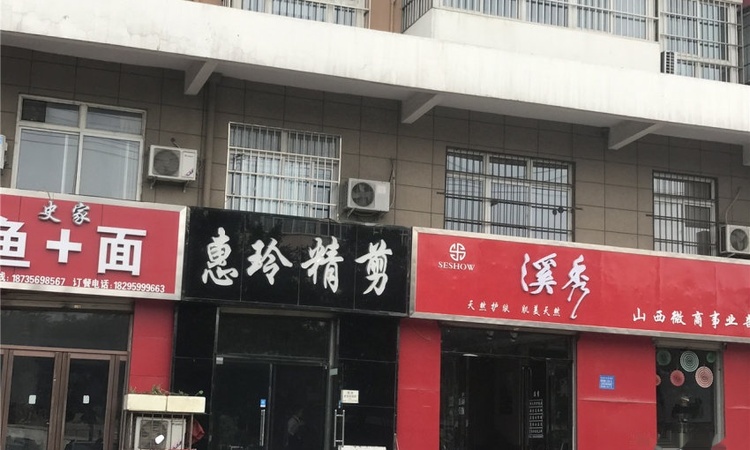 史家
鱼+面
18735698567 订餐电话:18295999663
惠玲精剪
SESHOW
溪秀
天然护肤 肌美天然
山西微商事业